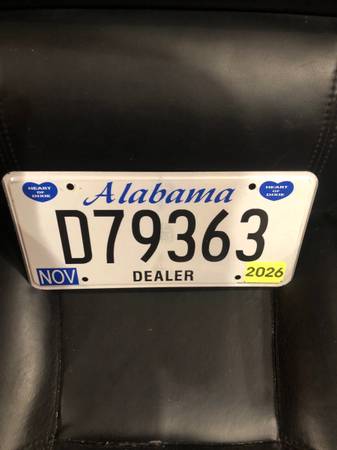 HEART
OF
DIXIE
Alabama
HEART
OF
DIXIE
D79363
NOV
DEALER
2026